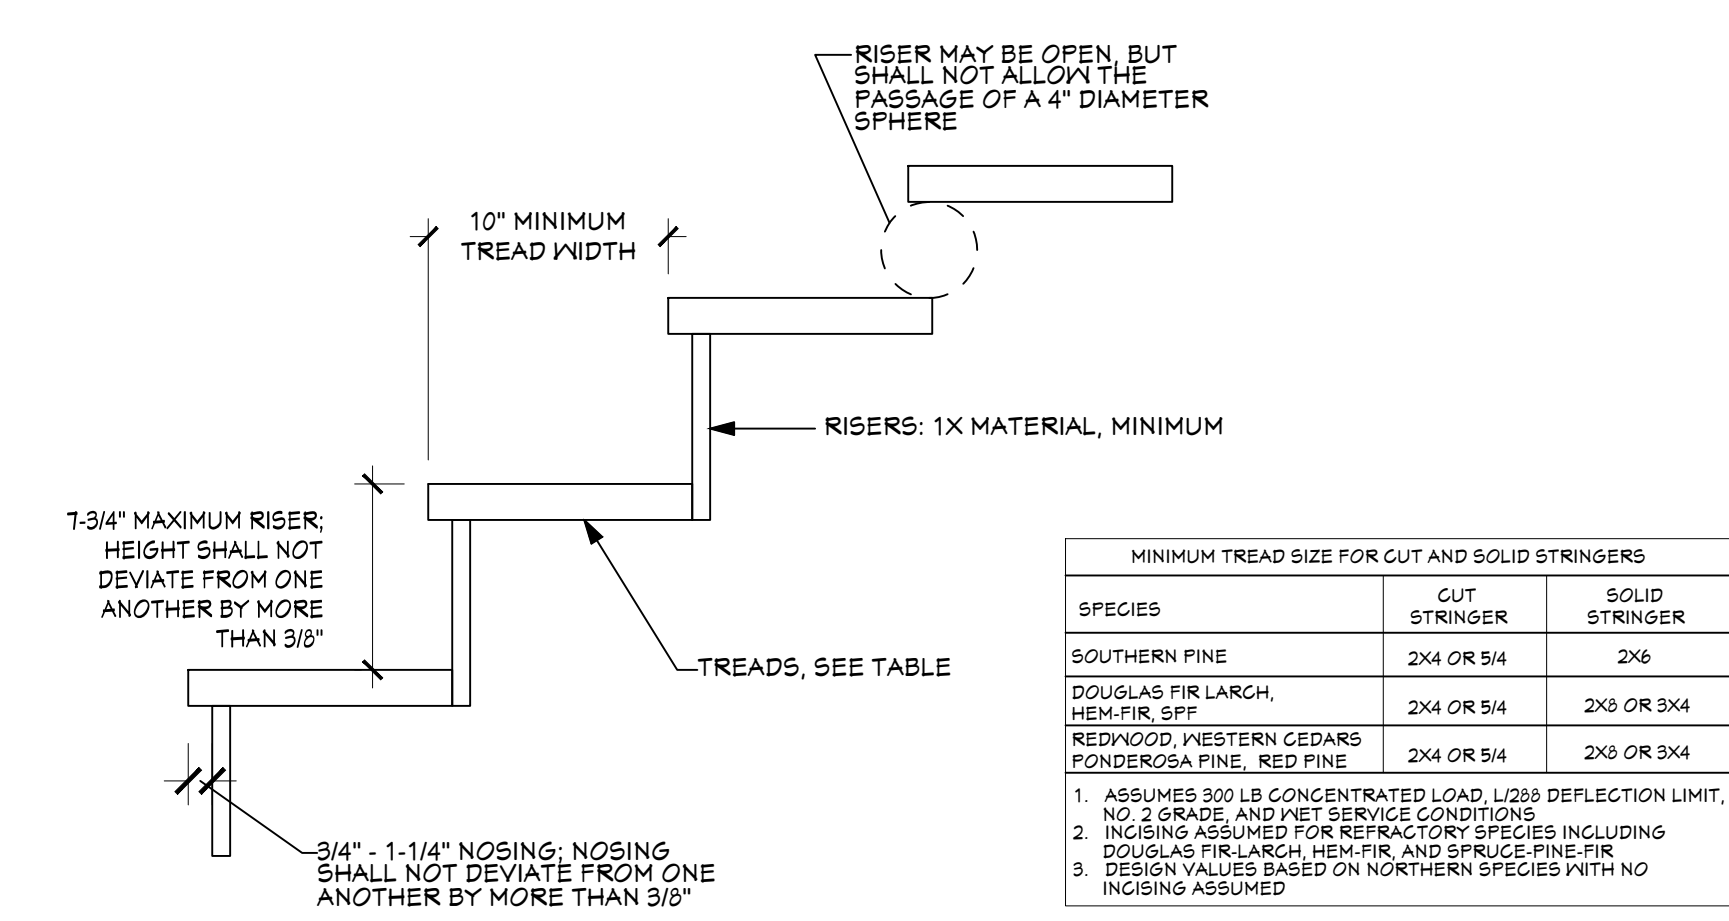 RISER MAY BE OPEN, BUT
SHALL NOT ALLOW THE
PASSAGE OF A 4" DIAMETER
SPHERE
10" MINIMUM
TREAD WIDTH
RISERS: 1X MATERIAL, MINIMUM
7-3/4" MAXIMUM RISER;
HEIGHT SHALL NOT
DEVIATE FROM ONE
ANOTHER BY MORE
THAN 3/8"
TREADS, SEE TABLE
3/4" - 1-1/4" NOSING; NOSING
SHALL NOT DEVIATE FROM ONE
ANOTHER BY MORE THAN 3/8"
MINIMUM TREAD SIZE FOR CUT AND SOLID STRINGERS
SPECIES
CUT
STRINGER
SOLID
STRINGER
SOUTHERN PINE
2X4 OR 5/4
2X6
DOUGLAS FIR LARCH,
HEM-FIR, SPF
2X4 OR 5/4
2X8 OR 3X4
REDWOOD, WESTERN CEDARS
PONDEROSA PINE, RED PINE
2X4 OR 5/4
2X8 OR 3X4
1. ASSUMES 300 LB CONCENTRATED LOAD, L/288 DEFLECTION LIMIT,
NO. 2 GRADE, AND WET SERVICE CONDITIONS
2. INCISING ASSUMED FOR REFRACTORY SPECIES INCLUDING
DOUGLAS FIR-LARCH, HEM-FIR, AND SPRUCE-PINE-FIR
3. DESIGN VALUES BASED ON NORTHERN SPECIES WITH NO
INCISING ASSUMED